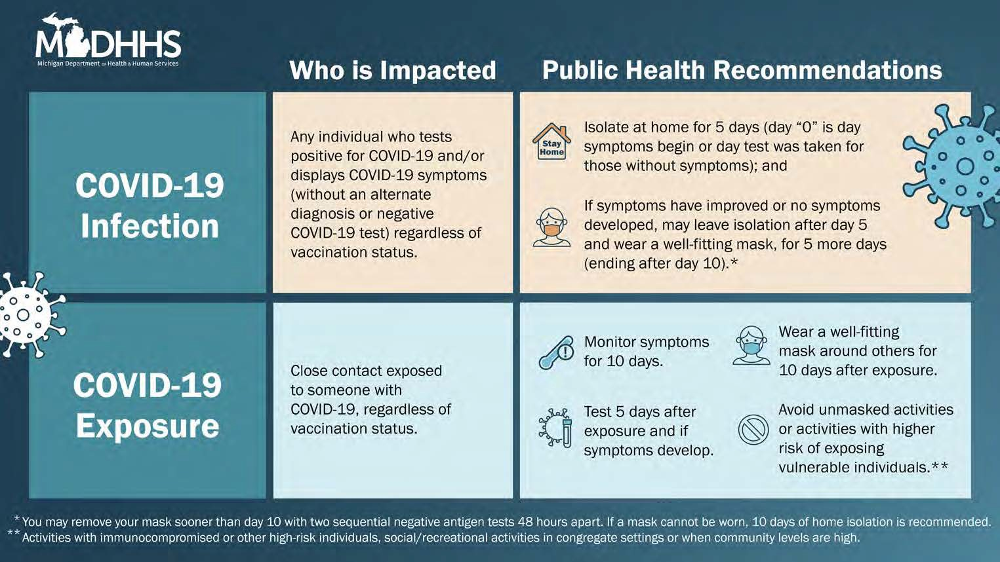 MDHHS
Michigan Department of Health & Human Services
Who is Impacted
Public Health Recommendations
COVID-19
Infection
Any individual who tests
positive for COVID-19 and/or
displays COVID-19 symptoms
(without an alternate
diagnosis or negative
COVID-19 test) regardless of
vaccination status.
Stay
Home
Isolate at home for 5 days (day “0” is day
symptoms begin or day test was taken for
those without symptoms); and
If symptoms have improved or no symptoms
developed, may leave isolation after day 5
and wear a well-fitting mask, for 5 more days
(ending after day 10).*
COVID-19
Exposure
Close contact exposed
to someone with
COVID-19, regardless of
vaccination status.
Monitor symptoms
for 10 days.
Wear a well-fitting
mask around others for
10 days after exposure.
Test 5 days after
exposure and if
symptoms develop.
Avoid unmasked activities
or activities with higher
risk of exposing
vulnerable individuals.**
*You may remove your mask sooner than day 10 with two sequential negative antigen tests 48 hours apart. If a mask cannot be worn, 10 days of home isolation is recommended.
**Activities with immunocompromised or other high-risk individuals, social/recreational activities in congregate settings or when community levels are high.